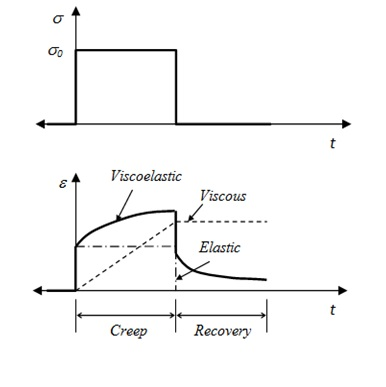 σ
σ0
t
Viscoelastic
ε
Viscous
Elastic
t
Creep
Recovery